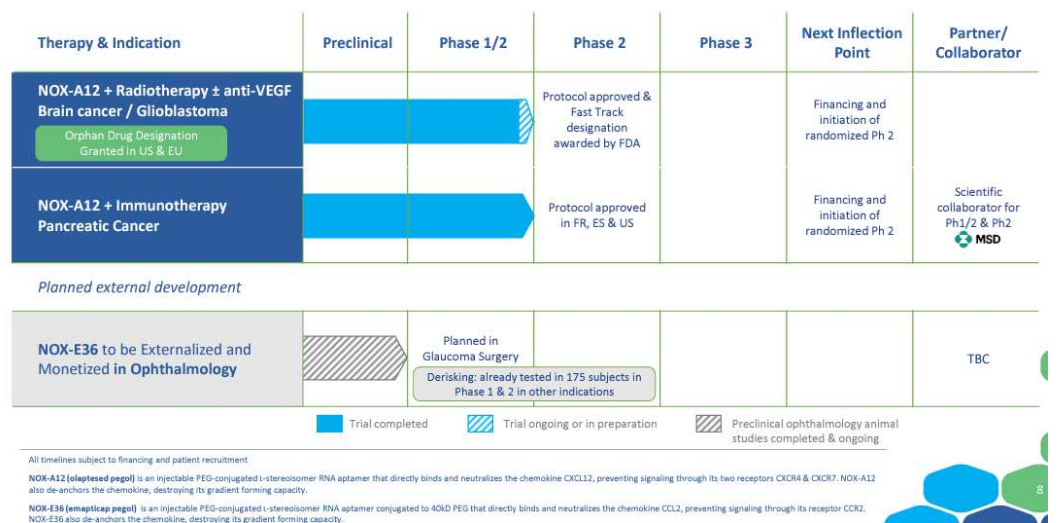 Therapy & Indication
Preclinical
Phase 1/2
Phase 2
Phase 3
Next Inflection
Point
Partner/
Collaborator
NOX-A12 + Radiotherapy ± anti-VEGF
Brain cancer / Glioblastoma
Orphan Drug Designation
Granted in US & EU
Protocol approved &
Fast Track
designation
awarded by FDA
Financing and
initiation of
randomized Ph 2
NOX-A12 + Immunotherapy
Pancreatic Cancer
Protocol approved
in FR, ES & US
Financing and
initiation of
randomized Ph 2
Scientific
collaborator for
Ph1/2 & Ph2
MSD
Planned external development
NOX-E36 to be Externalized and
Monetized in Ophthalmology
Planned in
Glaucoma Surgery
Derisking: already tested in 175 subjects in
Phase 1 & 2 in other indications
TBC
Trial completed
Trial ongoing or in preparation
Preclinical ophthalmology animal
studies completed & ongoing
All timelines subject to financing and patient recruitment
NOX-A12 (olaptesed pegol) is an injectable PEG-conjugated L-stereoisomer RNA aptamer that directly binds and neutralizes the chemokine CXCL12, preventing signaling through its two receptors CXCR4 & CXCR7. NOX-A12
also de-anchors the chemokine, destroying its gradient forming capacity.
NOX-E36 (emapticap pegol) is an injectable PEG-conjugated L-stereoisomer RNA aptamer conjugated to 40kD PEG that directly binds and neutralizes the chemokine CCL2, preventing signaling through its receptor CCR2.
NOX-E36 also de-anchors the chemokine, destroying its gradient forming capacity.
8